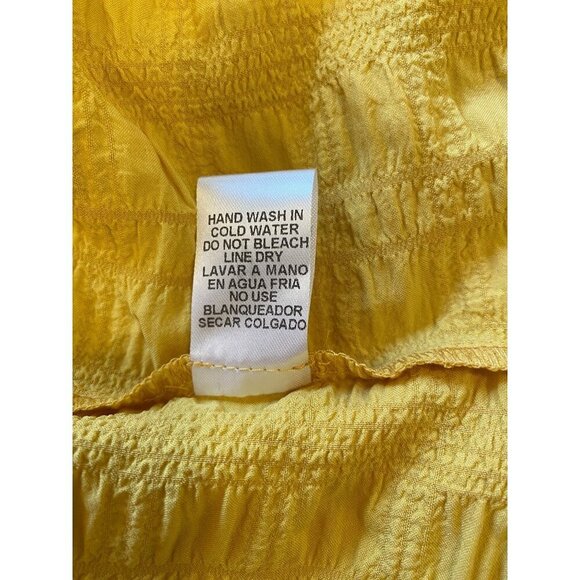 HAND WASH IN
COLD WATER
DO NOT BLEACH
LINE DRY
LAVAR A MANO
EN AGUA FRIA
NO USE
BLANQUEADOR
SECAR COLGADO